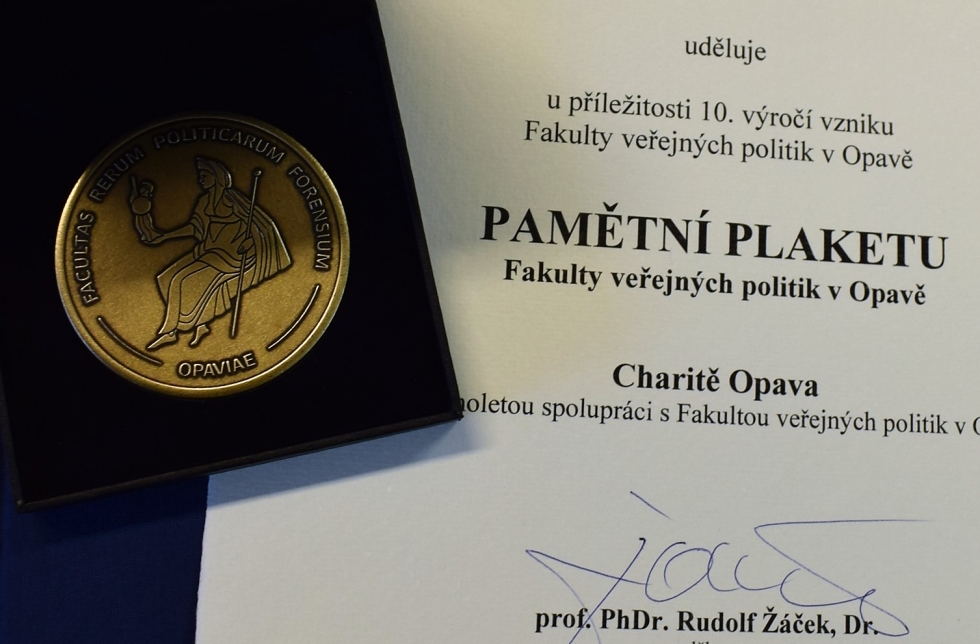 FACULTAS RERUM POLITICARUM FORENSIUM
OPAVIAE
uděluje
u příležitosti 10. výročí vzniku
Fakulty veřejných politik v Opavě
PAMĚTNÍ PLAKETU
Fakulty veřejných politik v Opavě
Charitě Opava
spolupráci s Fakultou veřejných politik v
prof. PhDr. Rudolf Žáček, Dr.